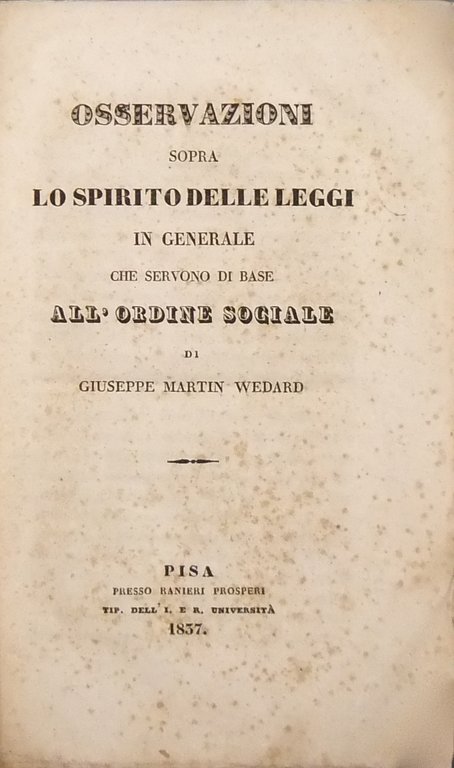 OSSERVAZIONI
SOPRA
LO SPIRITO DELLE LEGGI
IN GENERALE
CHE SERVONO DI BASE
ALL' ORDINE SOCIALE
DI
GIUSEPPE MARTIN WEDARD
PISA
PRESSO RANIERI PROSPERI
TIP. DELL' I. E R. UNIVERSITÀ
1837.